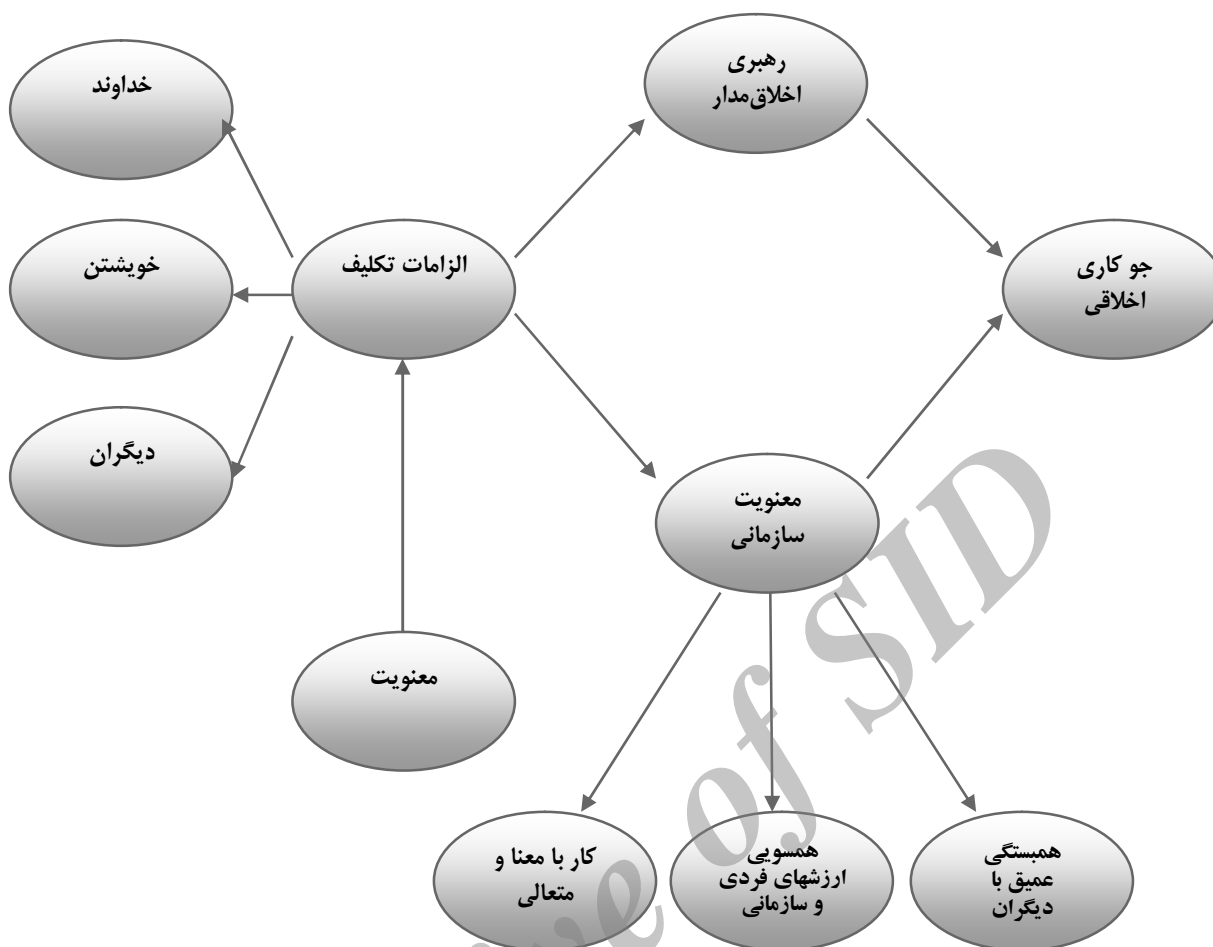 رهبری
اخلاق‌مدار
خداوند
الزامات تکلیف
خویشتن
جو کاری
اخلاقی
دیگران
معنویت
سازمانی
معنویت
همبستگی
عمیق با
دیگران
همسویی
ارزشهای فردی
و سازمانی
کار با معنا و
متعالی
ive of SID